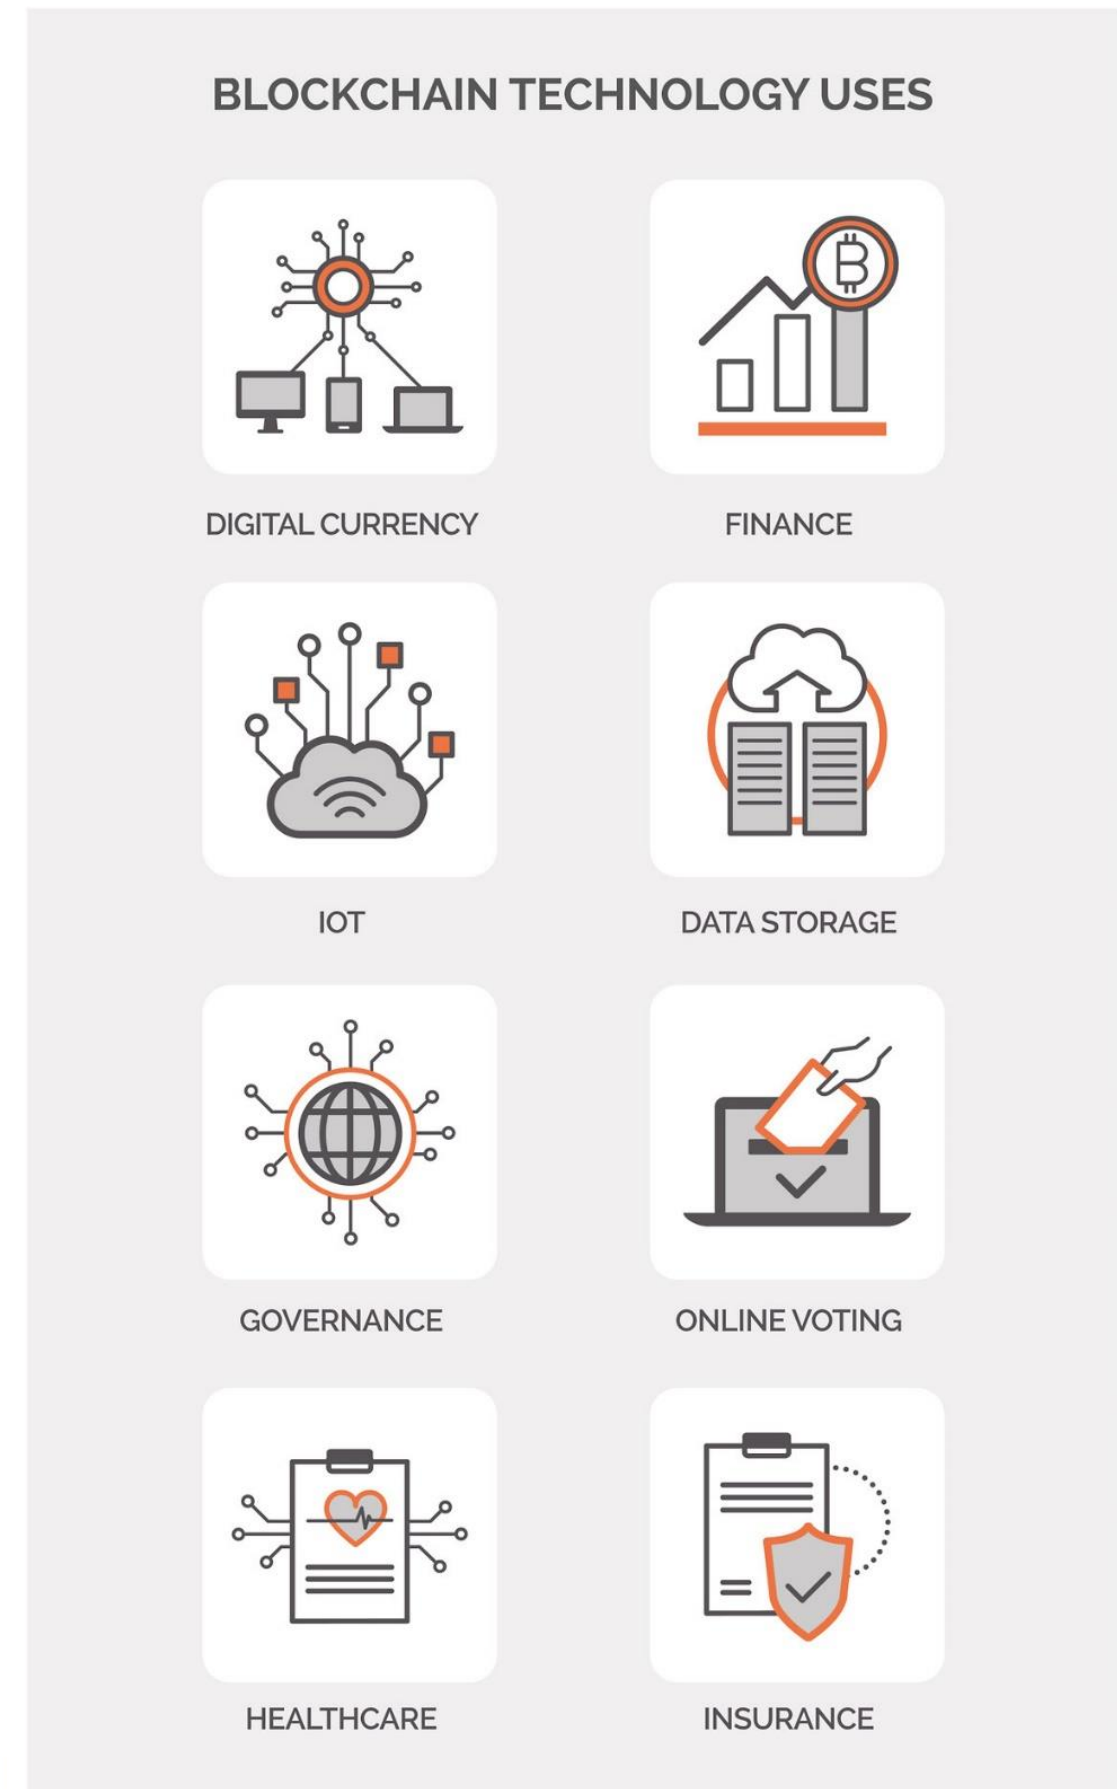 BLOCKCHAIN TECHNOLOGY USES
DIGITAL CURRENCY
FINANCE
IOT
DATA STORAGE
GOVERNANCE
ONLINE VOTING
HEALTHCARE
INSURANCE